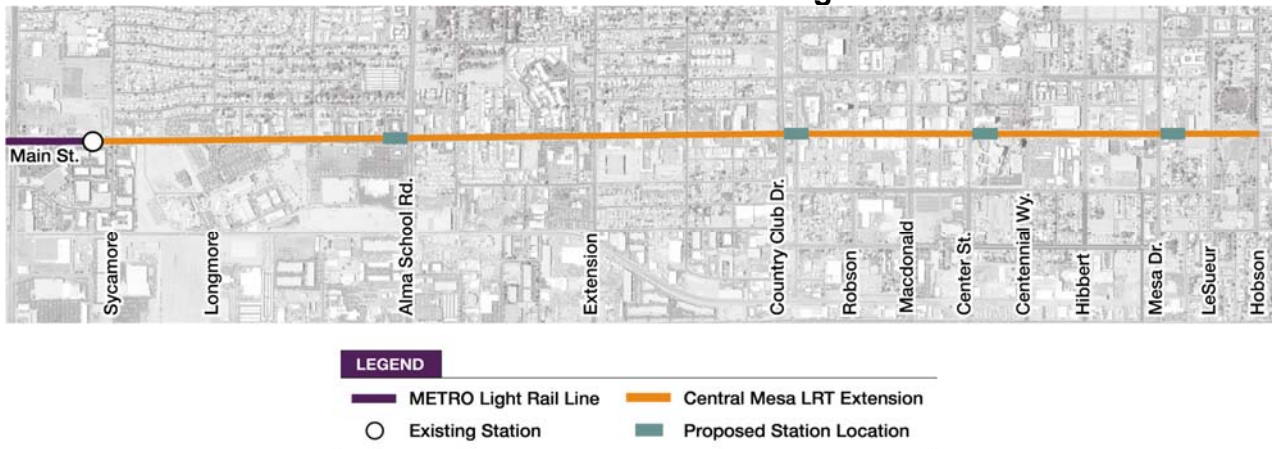 Main St.
Sycamore
Longmore
Alma School Rd.
Extension
Country Club Dr.
Robson
Macdonald
Center St.
Centennial Wy.
Hibbert
Mesa Dr.
LeSueur
Hobson
LEGEND
METRO Light Rail Line
Central Mesa LRT Extension
Existing Station
Proposed Station Location